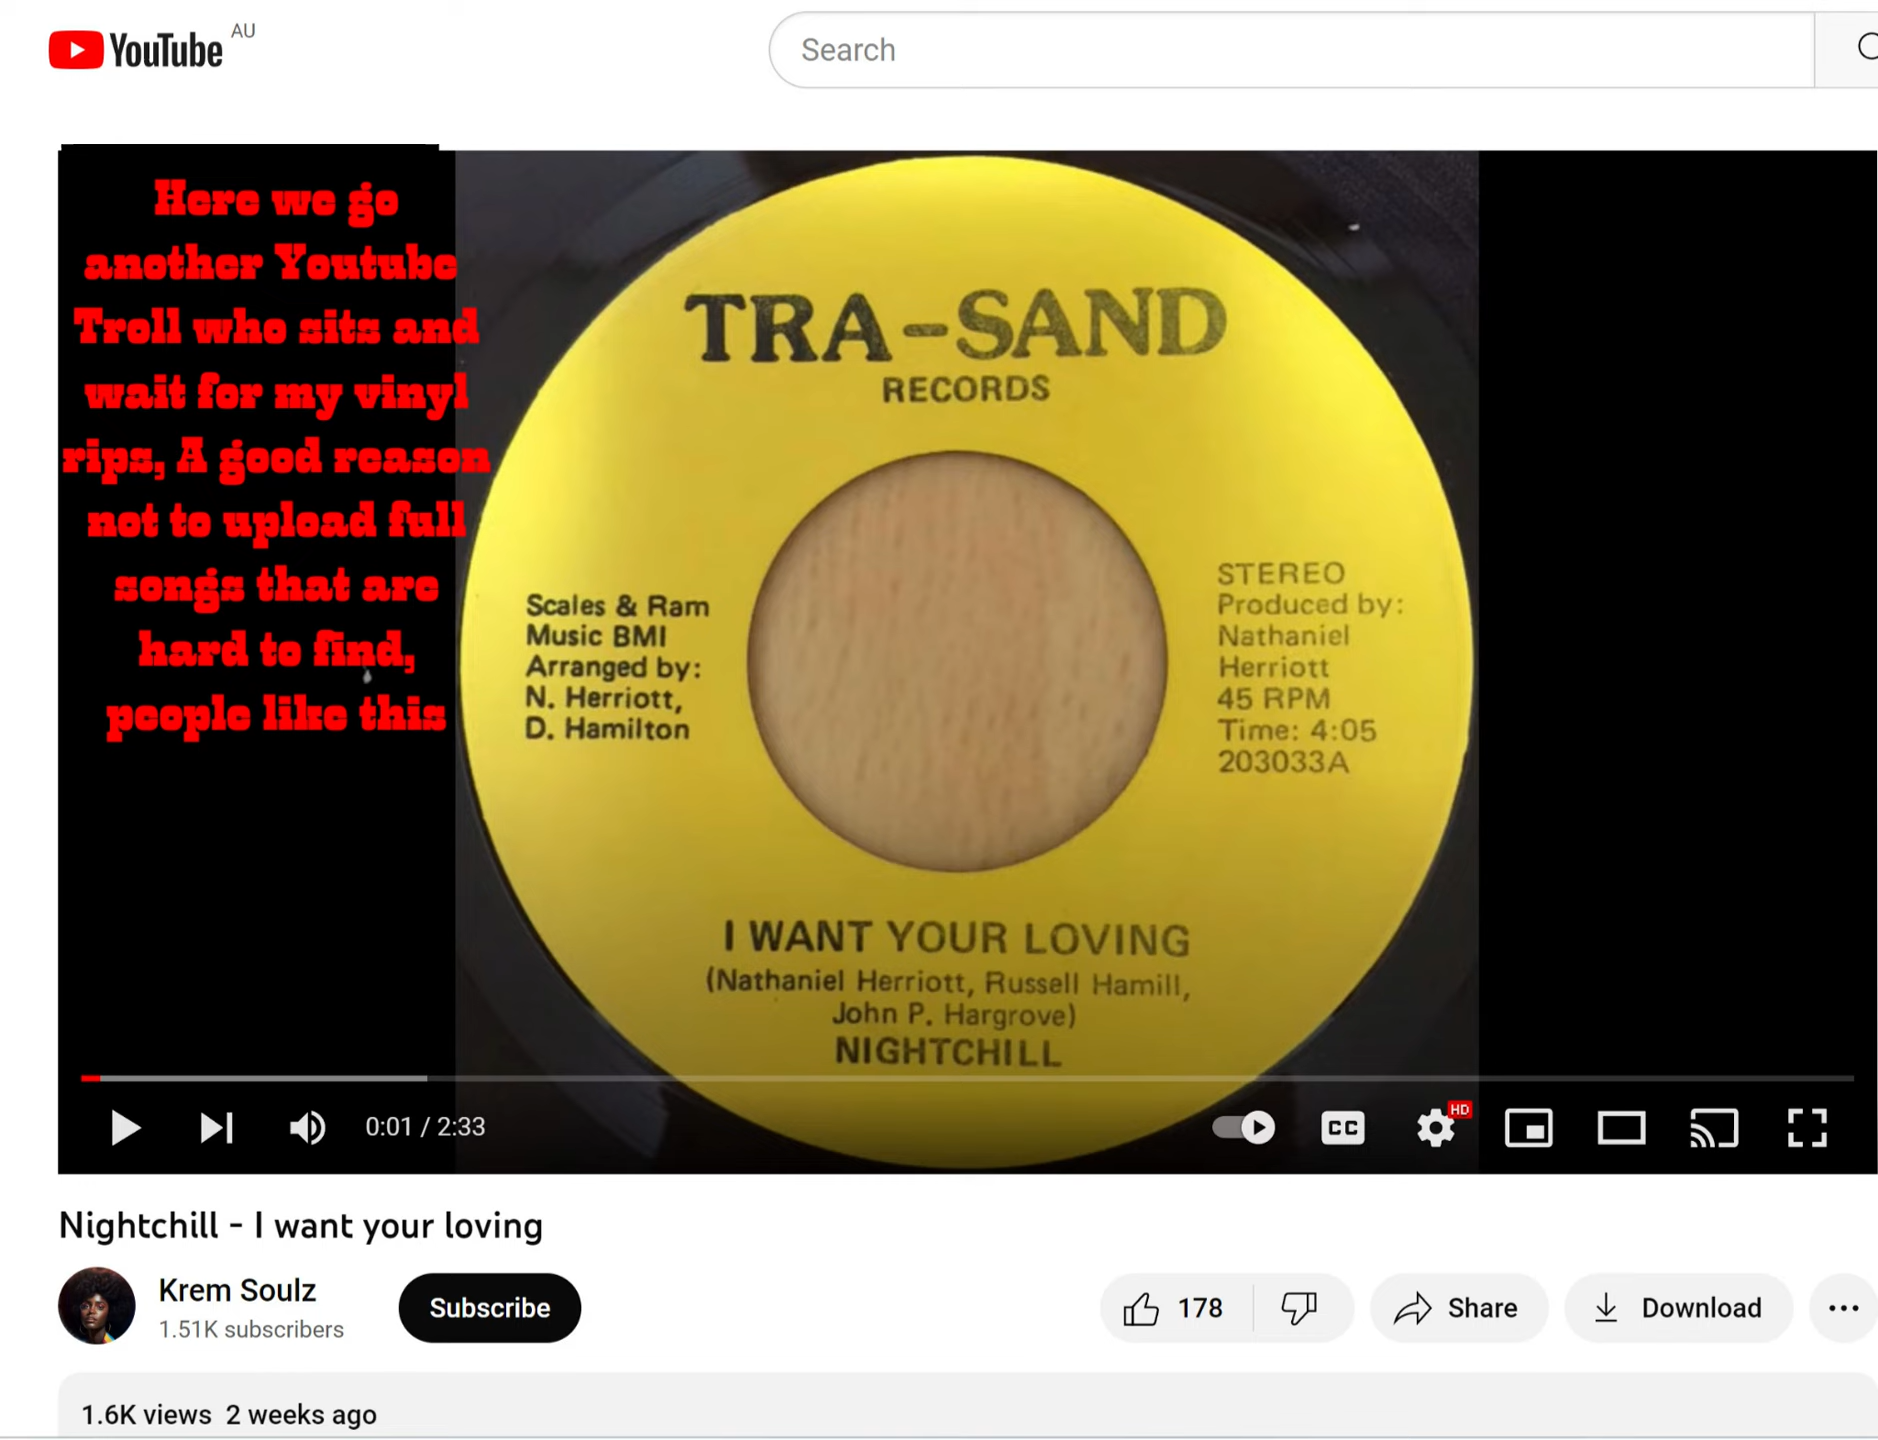 YouTube AU
Search
Here we go
another Youtube
Troll who sits and
wait for my vinyl
rips, A good reason
not to upload full
songs that are
hard to find,
people like this
TRA-SAND
RECORDS
Scales & Ram
Music BMI
Arranged by:
N. Herriott,
D. Hamilton
STEREO
Produced by:
Nathaniel
Herriott
45 RPM
Time: 4:05
203033A
I WANT YOUR LOVING
(Nathaniel Herriott, Russell Hamill,
John P. Hargrove)
NIGHTCHILL
0:01 / 2:33
CC
HD
Nightchill - I want your loving
Krem Soulz
1.51K subscribers
Subscribe
178
Share
Download
1.6K views 2 weeks ago